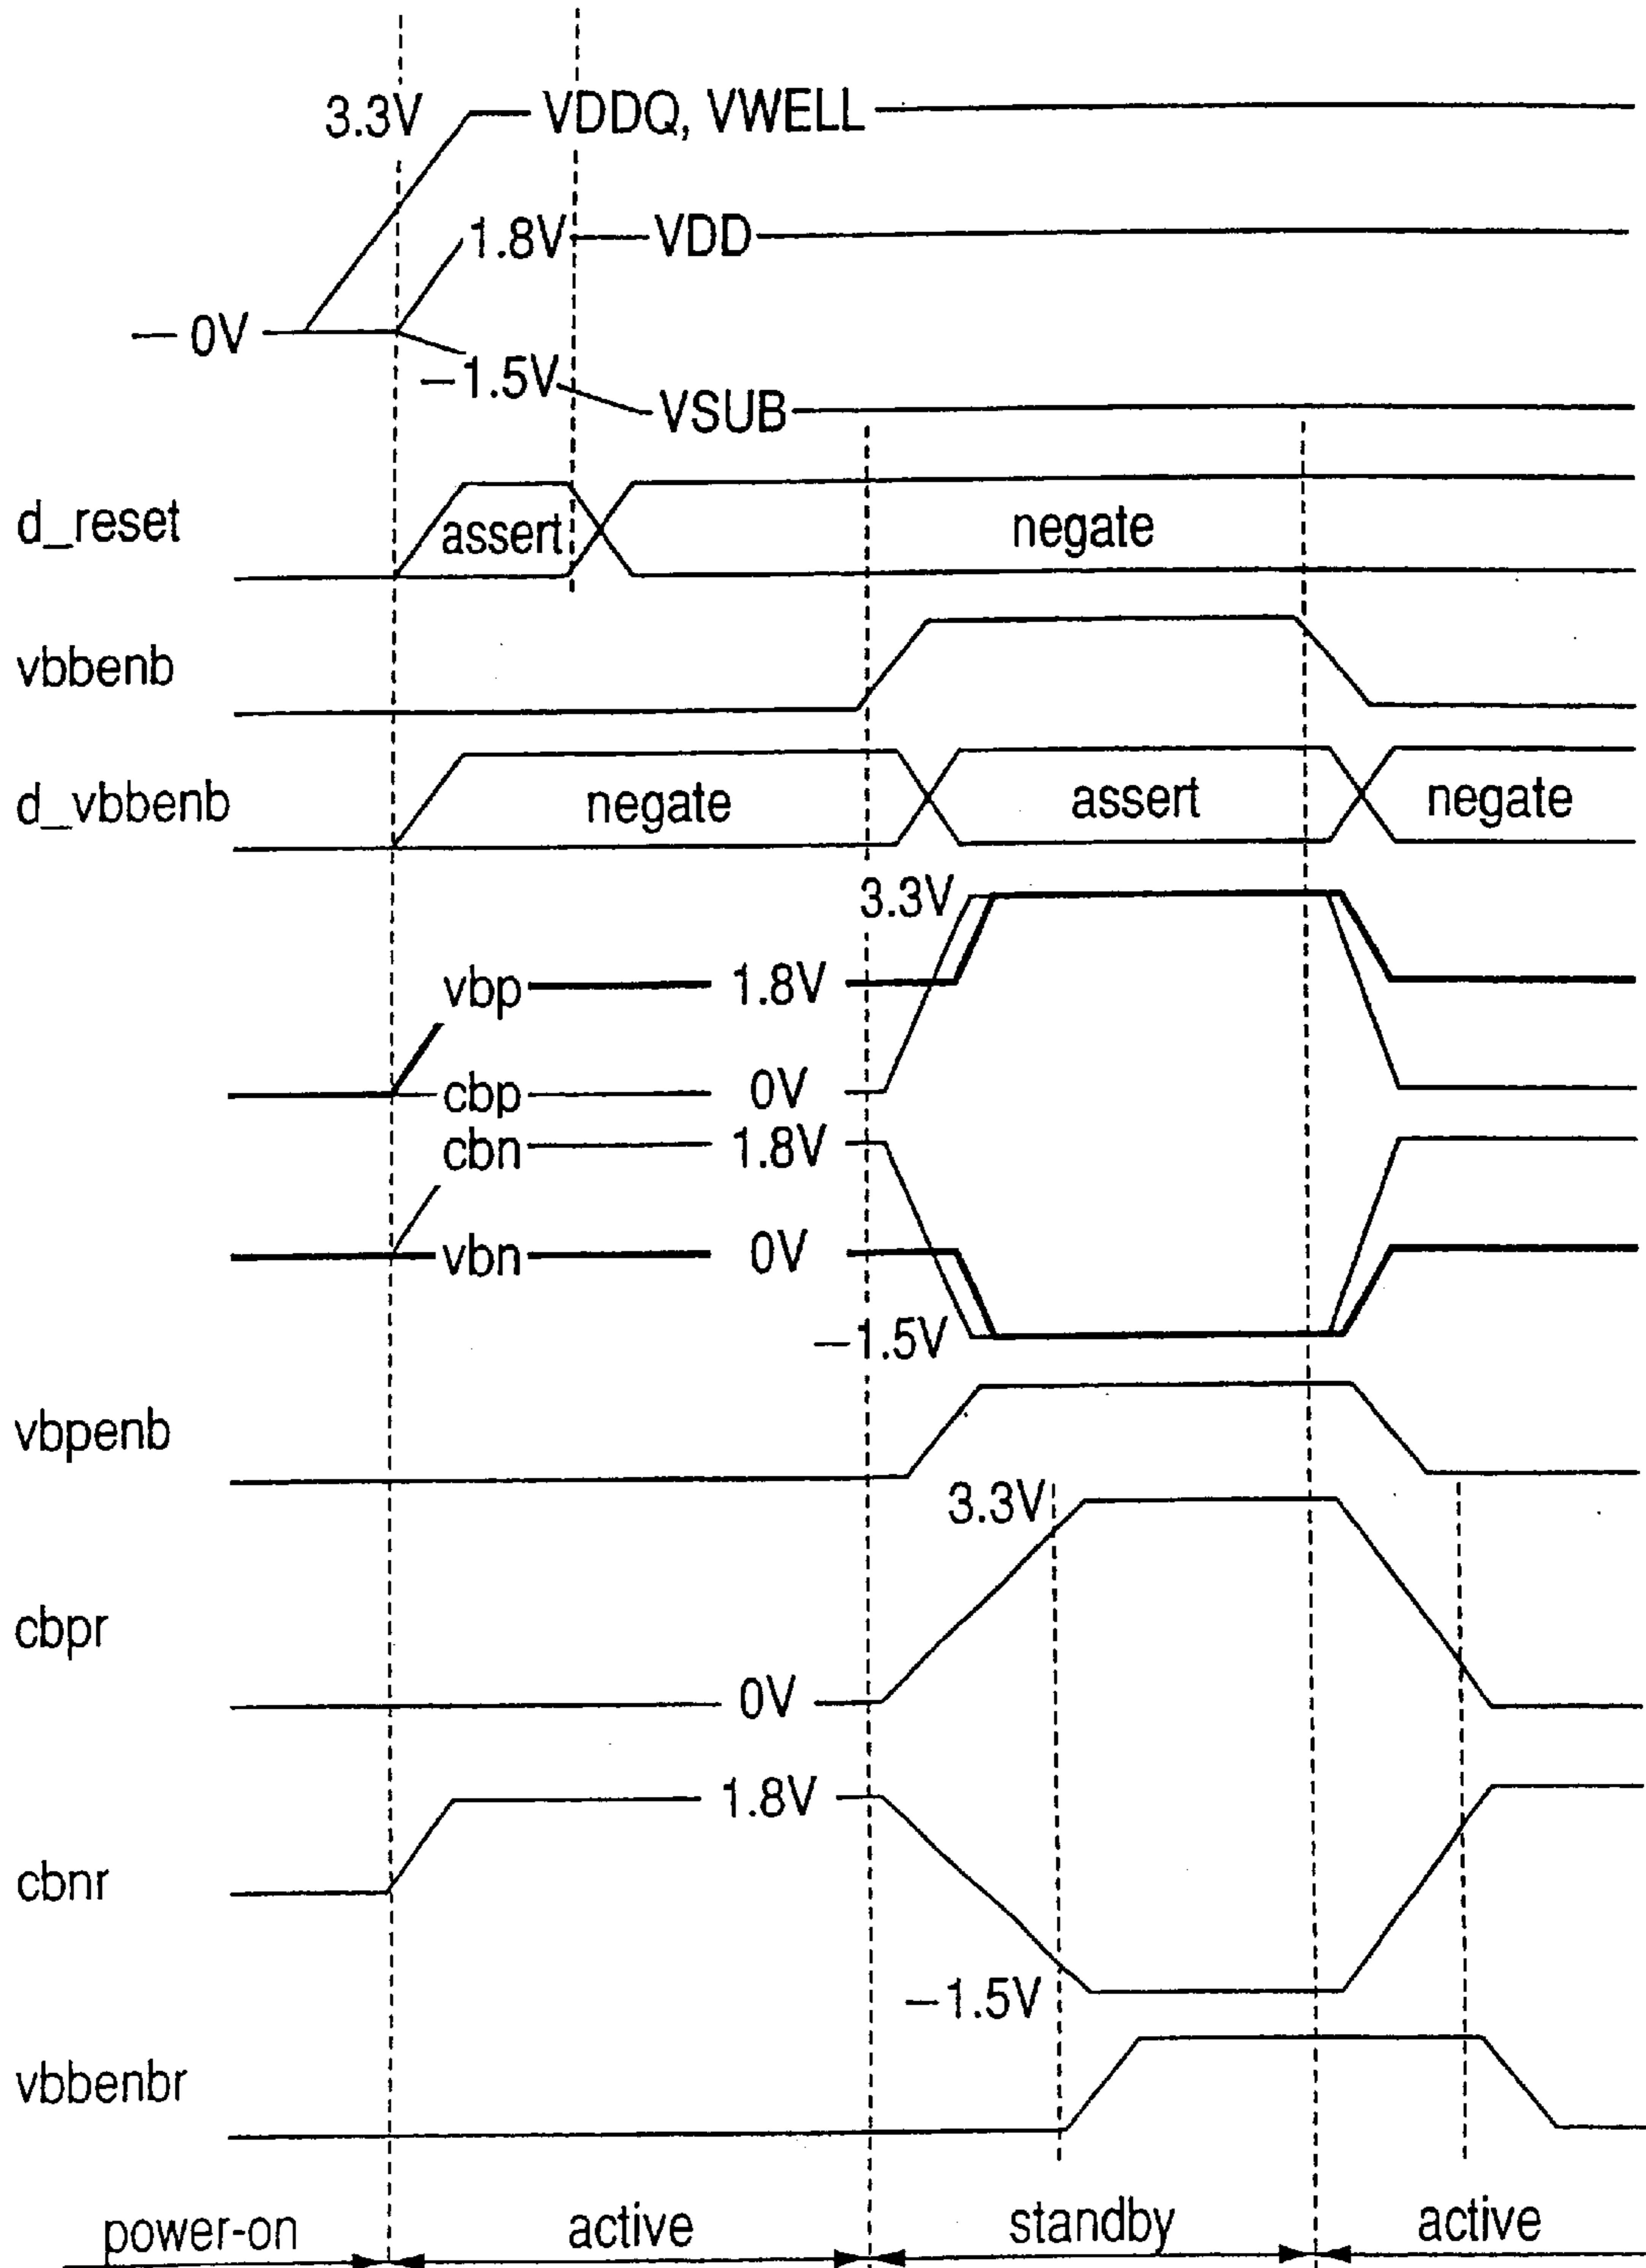 3.3V VDDQ, VWELL
1.8V VDD
— 0V
—1.5V VSUB
d_reset assert negate
vbbenb
d_vbbenb negate assert negate
3.3V
vbp 1.8V
cbp 0V
cbn 1.8V
vbn 0V
—1.5V
vbpenb
3.3V
cbpr
0V
1.8V
cbnr
—1.5V
vbbenbr
power-on active standby active